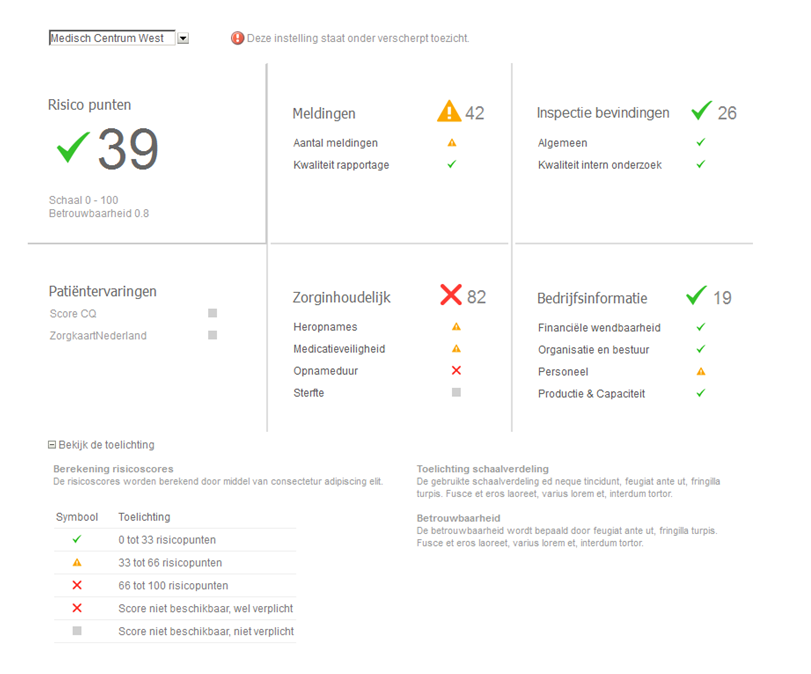 Medisch Centrum West
Deze instelling staat onder verscherpt toezicht.
Risico punten
39
Schaal 0 - 100
Betrouwbaarheid 0.8
Meldingen 42
Aantal meldingen
Kwaliteit rapportage
Inspectie bevindingen 26
Algemeen
Kwaliteit intern onderzoek
Patiëntervaringen
Score CQ
ZorgkaartNederland
Zorginhoudelijk 82
Heropnames
Medicatieveiligheid
Opnameduur
Sterfte
Bedrijfsinformatie 19
Financiële wendbaarheid
Organisatie en bestuur
Personeel
Productie & Capaciteit
Bekijk de toelichting
Berekening risicoscores
De risicoscores worden berekend door middel van consectetur adipiscing elit.
Symbool Toelichting
0 tot 33 risicopunten
33 tot 66 risicopunten
66 tot 100 risicopunten
Score niet beschikbaar, wel verplicht
Score niet beschikbaar, niet verplicht
Toelichting schaalverdeling
De gebruikte schaalverdeling ed neque tincidunt, feugiat ante ut, fringilla
turpis. Fusce et eros laoreet, varius lorem et, interdum tortor.
Betrouwbaarheid
De betrouwbaarheid wordt bepaald door feugiat ante ut, fringilla turpis.
Fusce et eros laoreet, varius lorem et, interdum tortor.